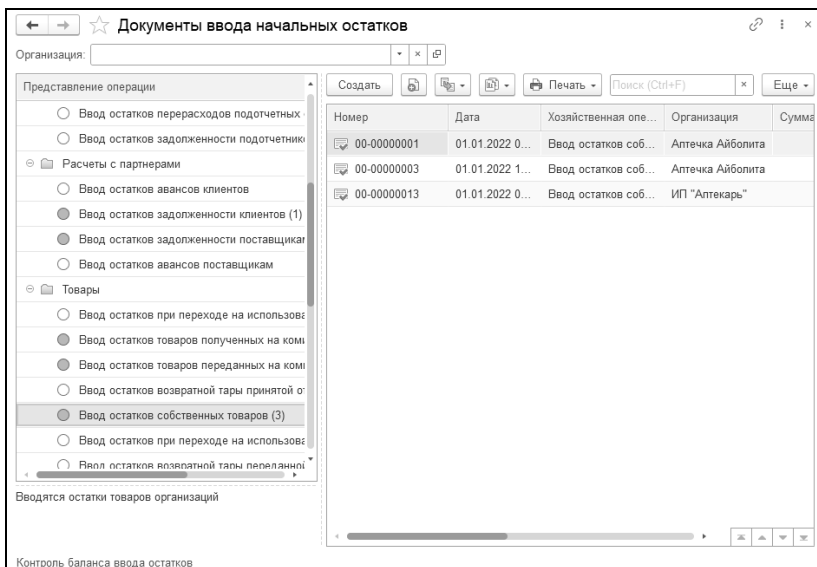 Документы ввода начальных остатков
Организация:
Представление операции
Ввод остатков перерасходов подотчетных
Ввод остатков задолженности
Расчеты с партнерами
Ввод остатков авансов клиентов
Ввод остатков задолженности клиентов (1)
Ввод остатков задолженности
Ввод остатков авансов поставщикам
Товары
Ввод остатков при переходе на
Ввод остатков товаров полученных на
Ввод остатков товаров переданных на
Ввод остатков возвратной тары принятой
Ввод остатков собственных товаров (3)
Ввод остатков при переходе на
Ввод остатков возвратной тары
Вводятся остатки товаров организаций
Контроль баланса ввода остатков
Создать Печать Поиск (Ctrl+F) × Еще
Номер Дата Хозяйственная опе... Организация Сумма
00-00000001 01.01.2022 0... Ввод остатков соб... Аптечка Айболита
00-00000003 01.01.2022 1... Ввод остатков соб... Аптечка Айболита
00-00000013 01.01.2022 0... Ввод остатков соб... ИП "Аптекарь"